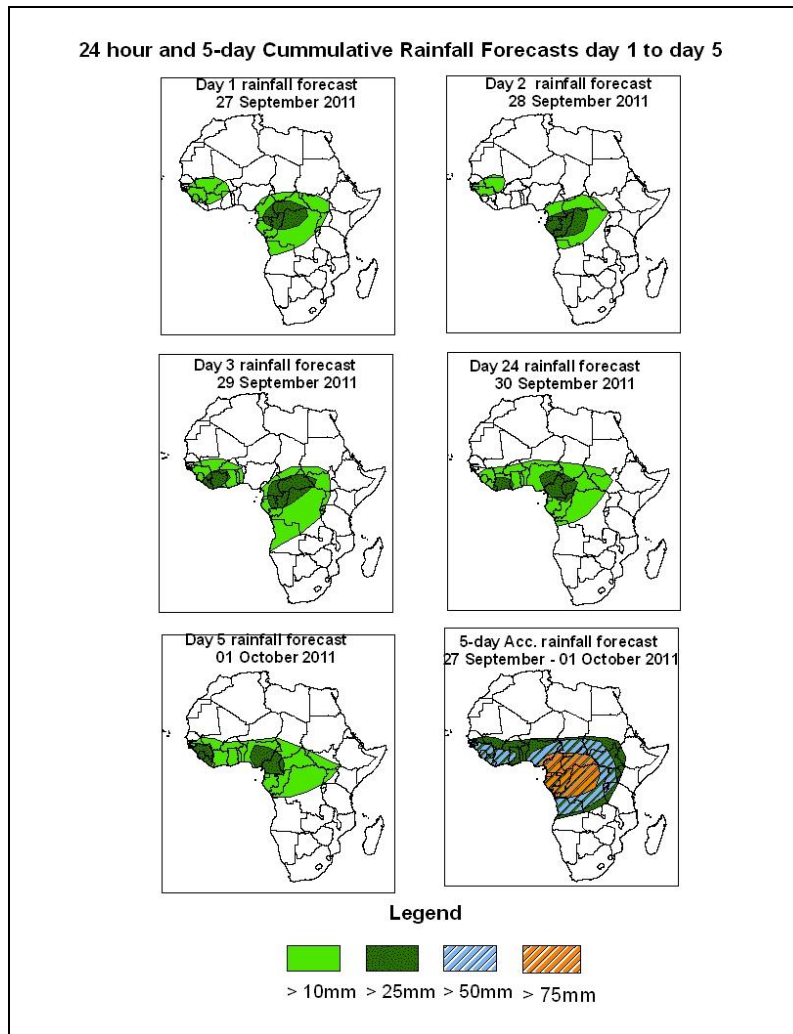 24 hour and 5-day Cummulative Rainfall Forecasts day 1 to day 5
Day 1 rainfall forecast
27 September 2011
Day 2 rainfall forecast
28 September 2011
Day 3 rainfall forecast
29 September 2011
Day 24 rainfall forecast
30 September 2011
Day 5 rainfall forecast
01 October 2011
5-day Acc. rainfall forecast
27 September - 01 October 2011
Legend
> 10mm > 25mm > 50mm > 75mm